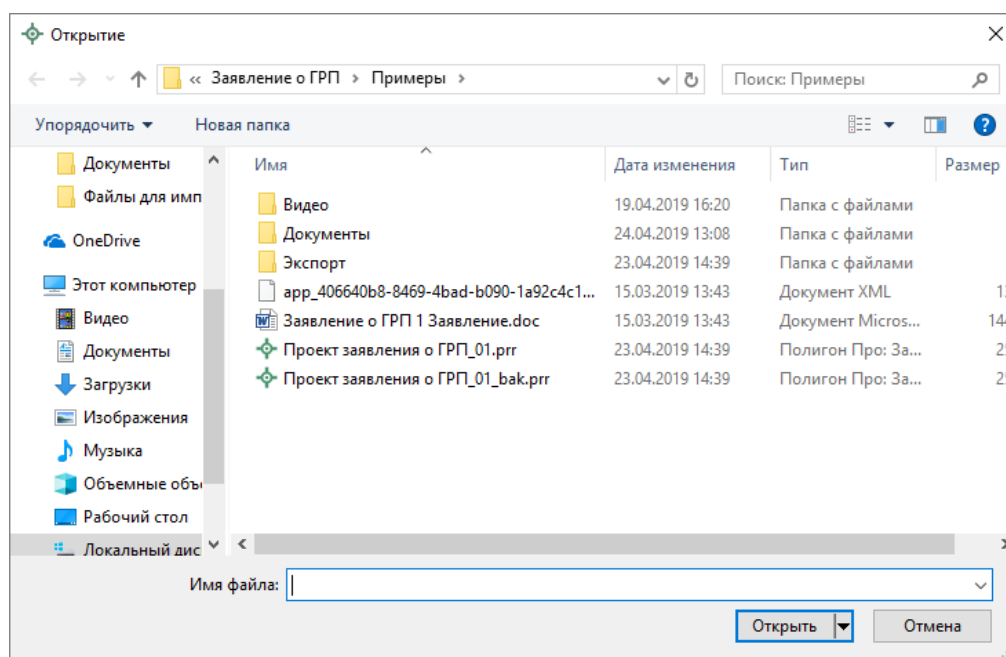 Открытие
« Заявление о ГРП › Примеры ›
Поиск: Примеры
Упорядочить
Новая папка
Имя
Дата изменения
Тип
Размер
Документы
Файлы для имп
OneDrive
Этот компьютер
Видео
Документы
Загрузки
Изображения
Музыка
Объемные объ
Рабочий стол
Локальный дис
Видео 19.04.2019 16:20 Папка с файлами
Документы 24.04.2019 13:08 Папка с файлами
Экспорт 23.04.2019 14:39 Папка с файлами
app_406640b8-8469-4bad-b090-1a92c4c1... 15.03.2019 13:43 Документ XML
Заявление о ГРП 1 Заявление.doc 15.03.2019 13:43 Документ Micros...
Проект заявления о ГРП_01.prr 23.04.2019 14:39 Полигон Про: За...
Проект заявления о ГРП_01_bak.prr 23.04.2019 14:39 Полигон Про: За...
Имя файла:
Открыть
Отмена